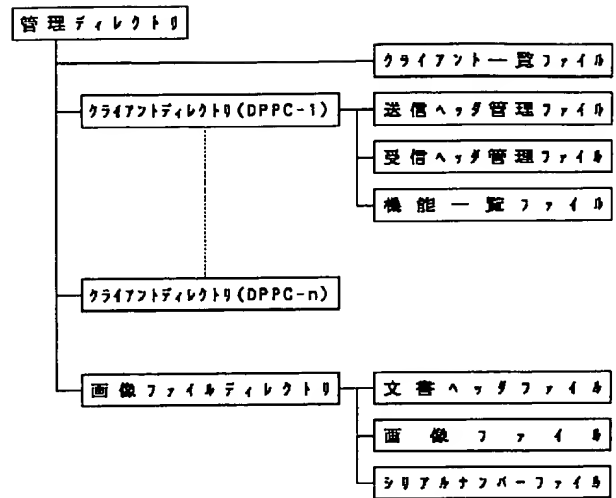 管理ディレクトリ
クライアント一覧ファイル
クライアントディレクトリ(DPPC-1)
送信ヘッダ管理ファイル
受信ヘッダ管理ファイル
機能一覧ファイル
クライアントディレクトリ(DPPC-n)
画像ファイルディレクトリ
文書ヘッダファイル
画像ファイル
シリアルナンバーファイル